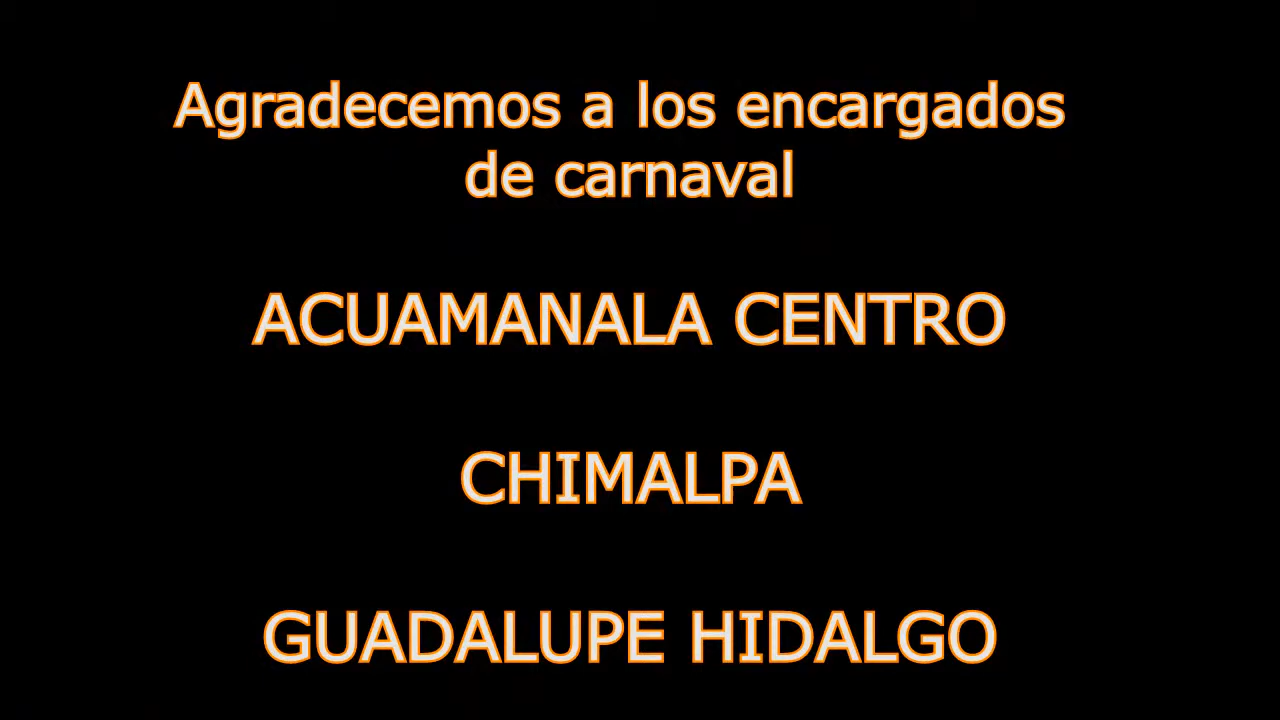 Agradecemos a los encargados
de carnaval
ACUAMANALA CENTRO
CHIMALPA
GUADALUPE HIDALGO